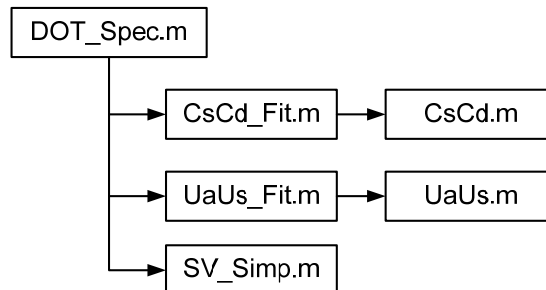 DOT_Spec.m
CsCd_Fit.m
CsCd.m
UaUs_Fit.m
UaUs.m
SV_Simp.m